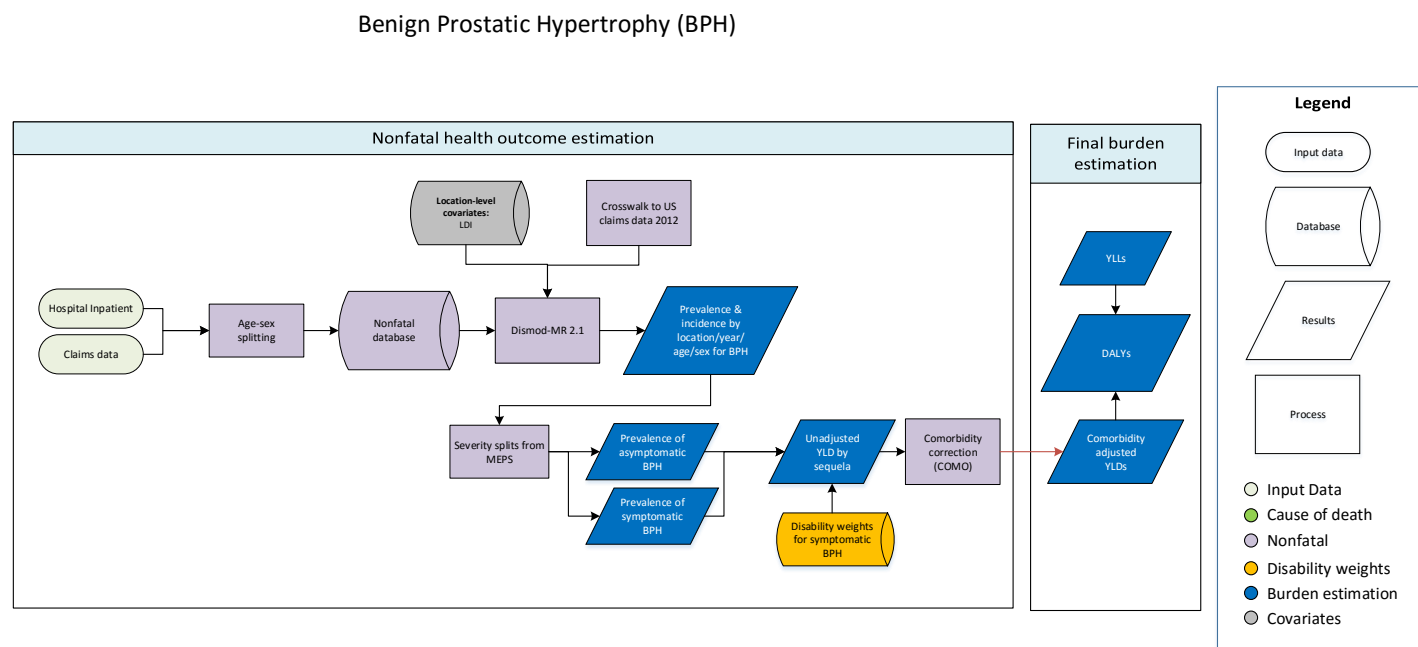 Benign Prostatic Hypertrophy (BPH)
Nonfatal health outcome estimation
Location-level
covariates:
LDI
Crosswalk to US
claims data 2012
Hospital Inpatient
Claims data
Age-sex
splitting
Nonfatal
database
Dismod-MR 2.1
Prevalence &
incidence by
location/year/
age/sex for BPH
Severity splits from
MEPS
Prevalence of
asymptomatic
BPH
Prevalence of
symptomatic
BPH
Unadjusted
YLD by
sequela
Disability weights
for symptomatic
BPH
Comorbidity
correction
(COMO)
Final burden
estimation
YLLs
DALYs
Comorbidity
adjusted
YLDs
Legend
Input data
Database
Results
Process
Input Data
Cause of death
Nonfatal
Disability weights
Burden estimation
Covariates